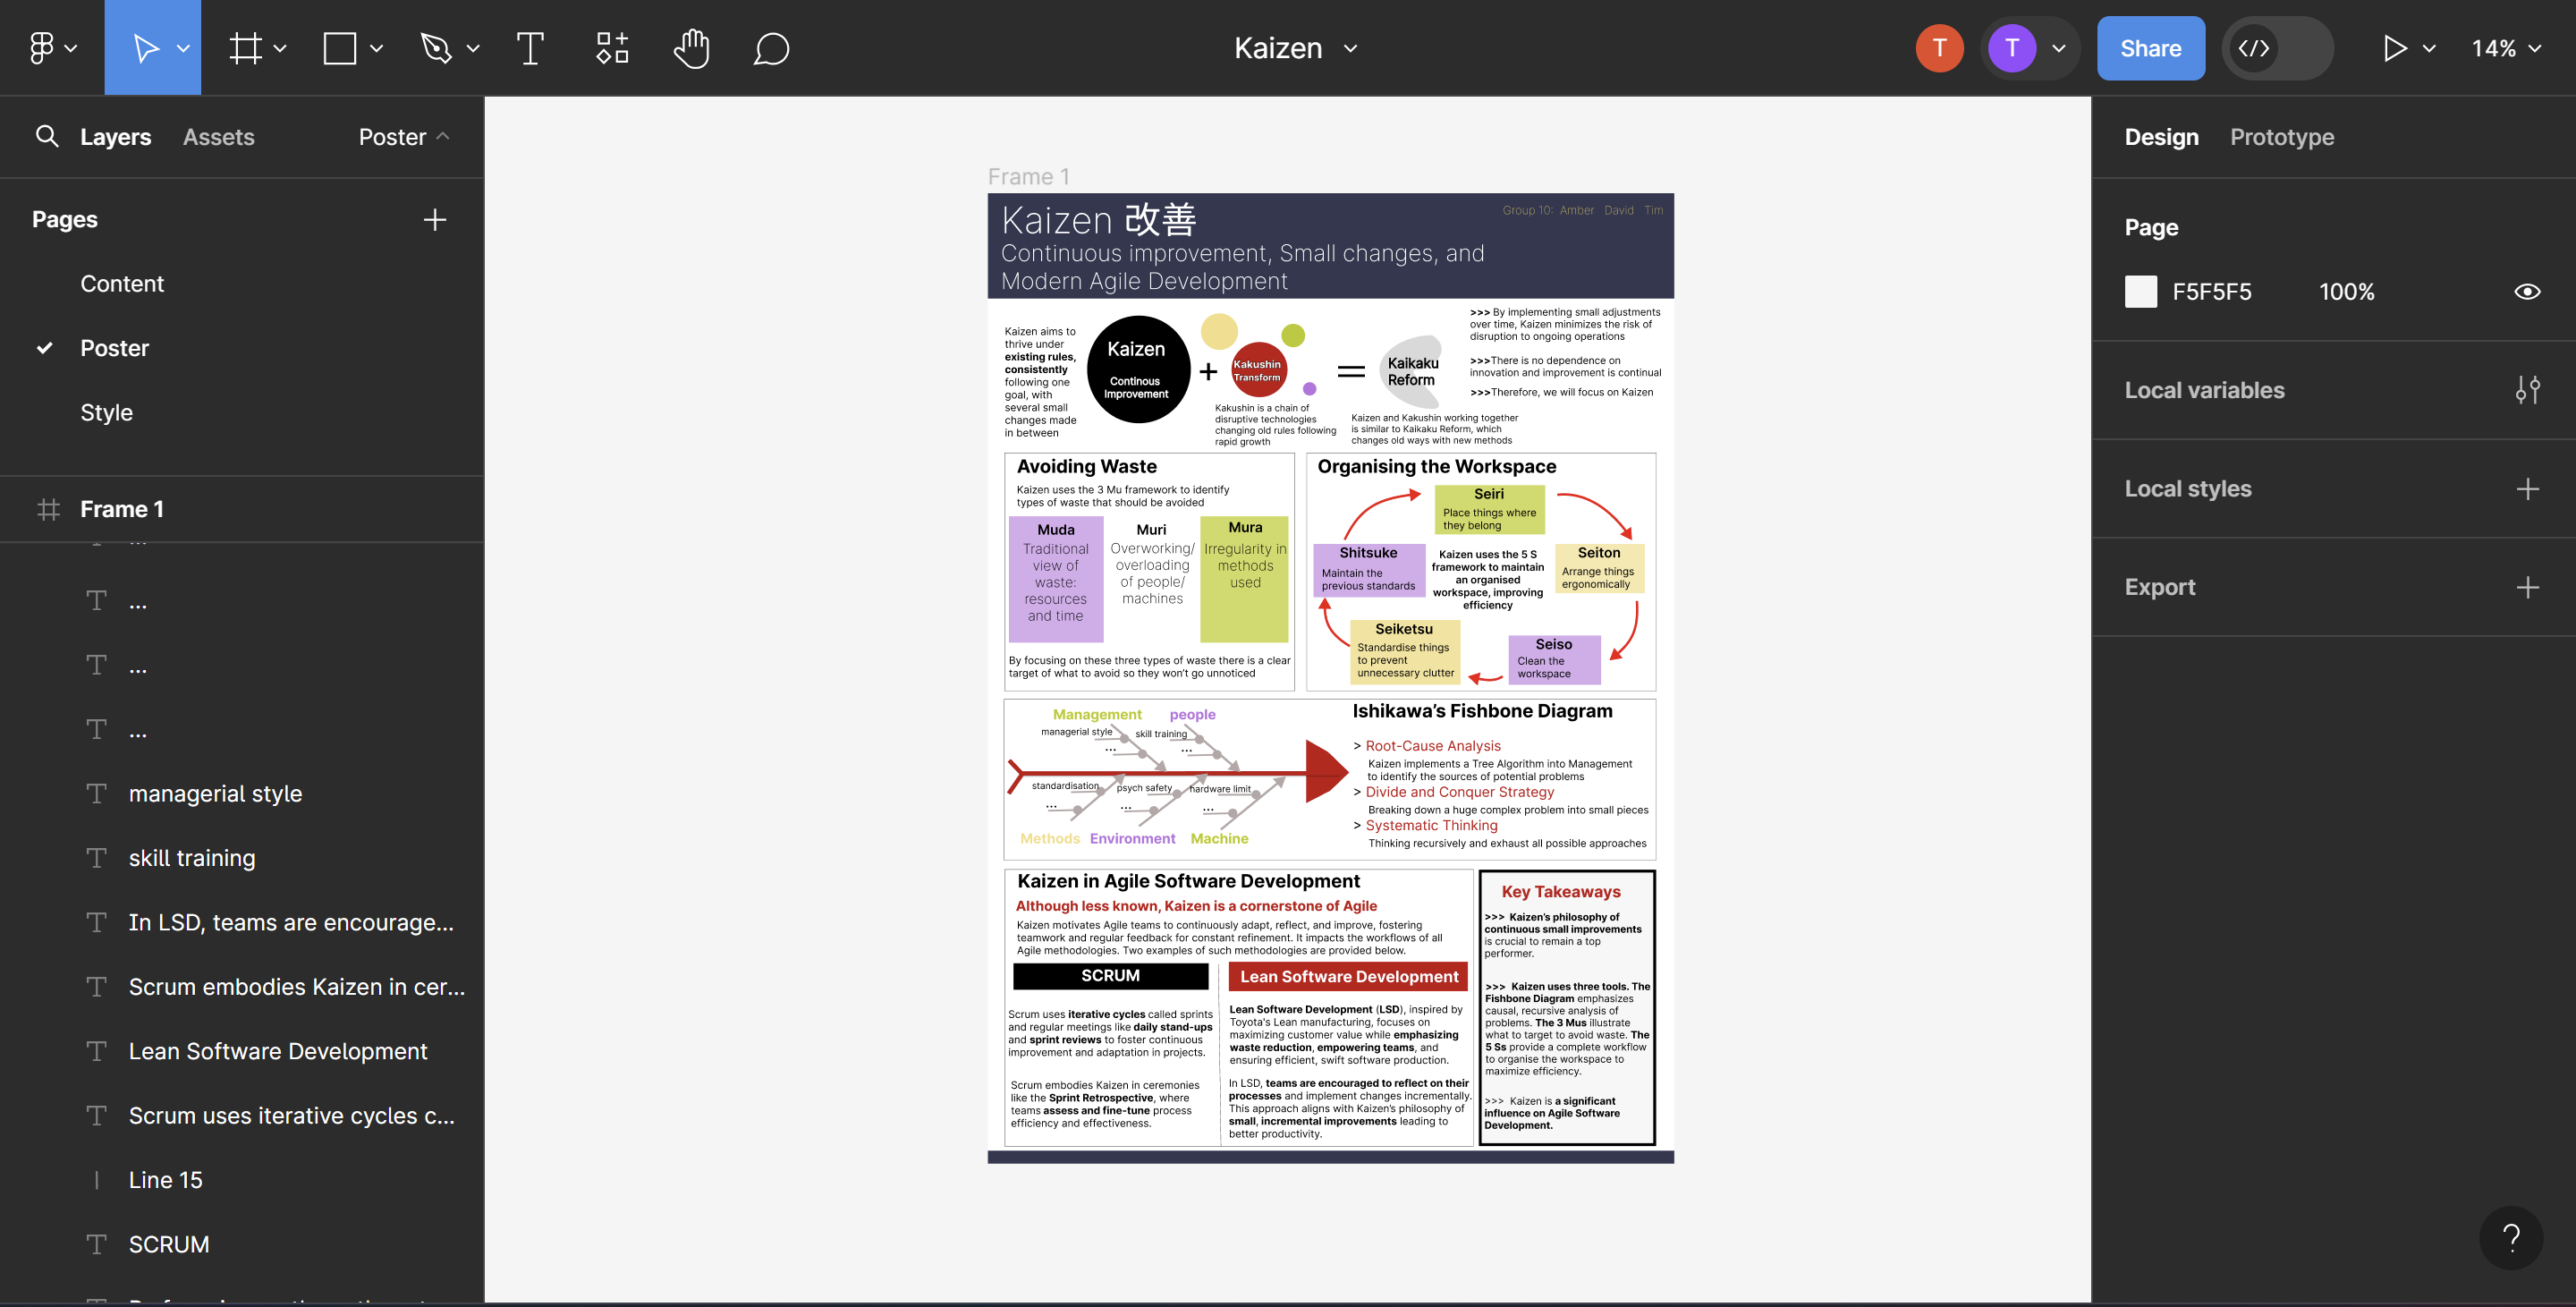 Kaizen
T
T
Share
14%
Layers
Assets
Poster
Pages
Content
Poster
Style
Frame 1
...
...
...
...
managerial style
skill training
In LSD, teams are encourage...
Scrum embodies Kaizen in cer...
Lean Software Development
Scrum uses iterative cycles c...
Line 15
SCRUM
Frame 1
Kaizen 改善
Group 10: Amber David Tim
Continuous improvement, Small changes, and
Modern Agile Development
Kaizen aims to
thrive under
existing rules,
consistently
following one
goal, with
several small
changes made
in between
Kaizen
Continous
Improvement
+
Kakushin
Transform
Kakushin is a chain of
disruptive technologies
changing old rules following
rapid growth
=
Kaikaku
Reform
Kaizen and Kakushin working together
is similar to Kaikaku Reform, which
changes old ways with new methods
>>> By implementing small adjustments
over time, Kaizen minimizes the risk of
disruption to ongoing operations
>>>There is no dependence on
innovation and improvement is continual
>>>Therefore, we will focus on Kaizen
Avoiding Waste
Kaizen uses the 3 Mu framework to identify
types of waste that should be avoided
Muda
Traditional
view of
waste:
resources
and time
Muri
Overworking/
overloading
of people/
machines
Mura
Irregularity in
methods
used
By focusing on these three types of waste there is a clear
target of what to avoid so they won't go unnoticed
Organising the Workspace
Seiri
Place things where
they belong
Shitsuke
Maintain the
previous standards
Kaizen uses the 5 S
framework to maintain
an organised
workspace, improving
efficiency
Seiton
Arrange things
ergonomically
Seiketsu
Standardise things
to prevent
unnecessary clutter
Seiso
Clean the
workspace
Management
people
managerial style
skill training
...
...
standardisation
psych safety
hardware limit
...
...
...
Methods
Environment
Machine
Ishikawa’s Fishbone Diagram
> Root-Cause Analysis
Kaizen implements a Tree Algorithm into Management
to identify the sources of potential problems
> Divide and Conquer Strategy
Breaking down a huge complex problem into small pieces
> Systematic Thinking
Thinking recursively and exhaust all possible approaches
Kaizen in Agile Software Development
Although less known, Kaizen is a cornerstone of Agile
Kaizen motivates Agile teams to continuously adapt, reflect, and improve, fostering
teamwork and regular feedback for constant refinement. It impacts the workflows of all
Agile methodologies. Two examples of such methodologies are provided below.
SCRUM
Scrum uses iterative cycles called sprints
and regular meetings like daily stand-ups
and sprint reviews to foster continuous
improvement and adaptation in projects.
Scrum embodies Kaizen in ceremonies
like the Sprint Retrospective, where
teams assess and fine-tune process
efficiency and effectiveness.
Lean Software Development
Lean Software Development (LSD), inspired by
Toyota's Lean manufacturing, focuses on
maximizing customer value while emphasizing
waste reduction, empowering teams, and
ensuring efficient, swift software production.
In LSD, teams are encouraged to reflect on their
processes and implement changes incrementally.
This approach aligns with Kaizen’s philosophy of
small, incremental improvements leading to
better productivity.
Key Takeaways
>>> Kaizen’s philosophy of
continuous small improvements
is crucial to remain a top
performer.
>>> Kaizen uses three tools. The
Fishbone Diagram emphasizes
causal, recursive analysis of
problems. The 3 Mus illustrate
what to target to avoid waste. The
5 Ss provide a complete workflow
to organise the workspace to
maximize efficiency.
>>> Kaizen is a significant
influence on Agile Software
Development.
Design
Prototype
Page
F5F5F5
100%
Local variables
Local styles
Export
?